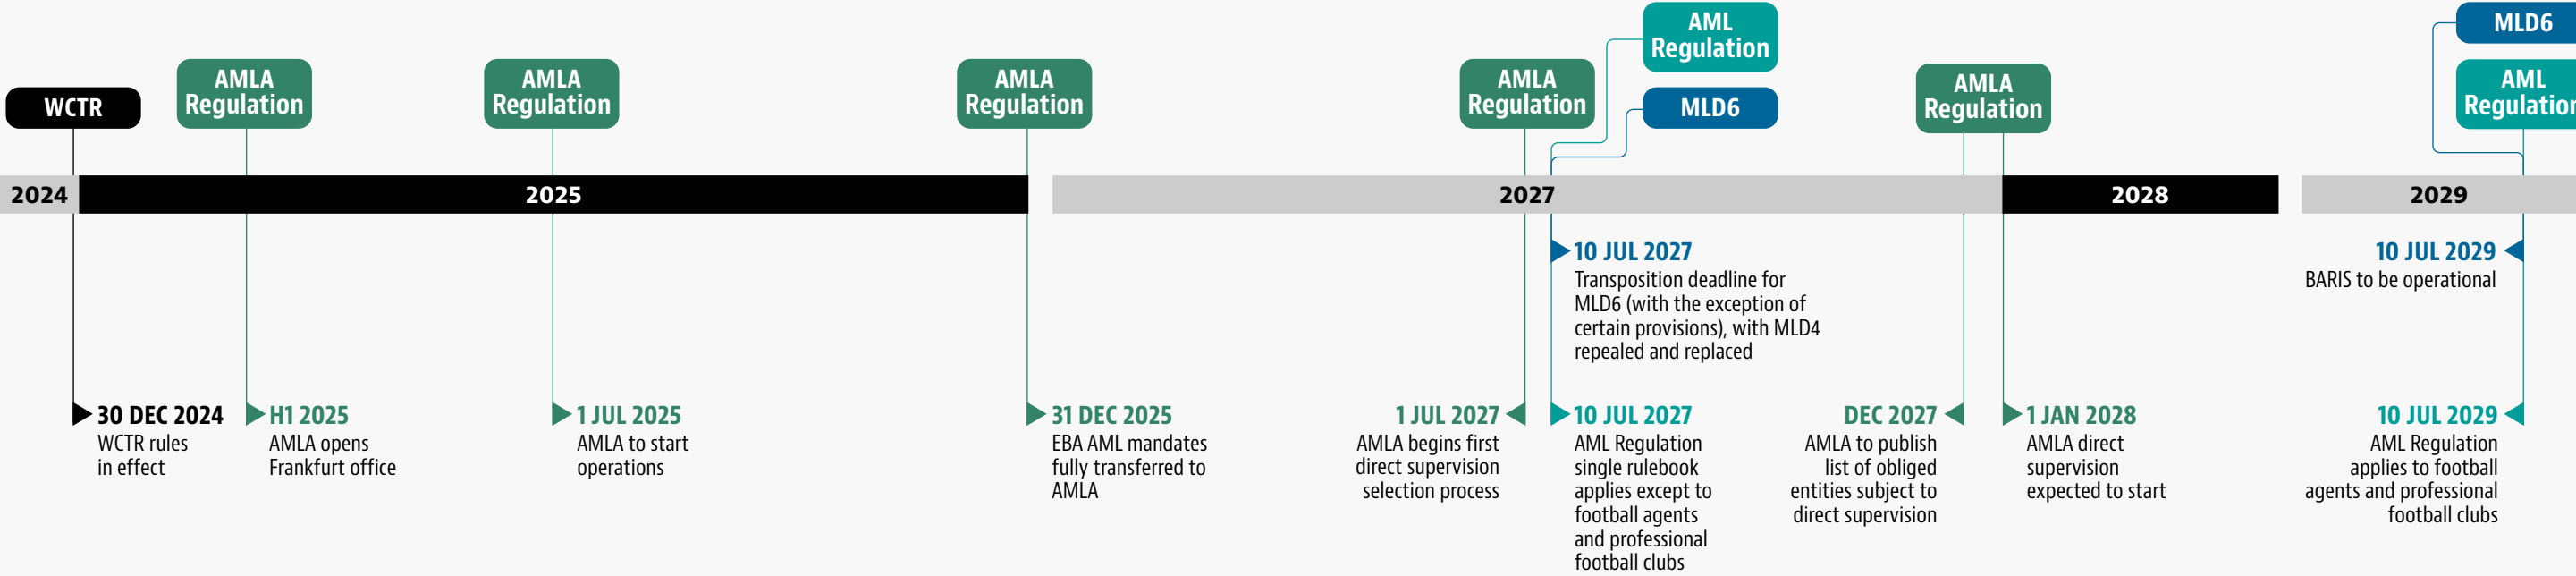 WCTR
AMLA
Regulation
AMLA
Regulation
AMLA
Regulation
AMLA
Regulation
AML
Regulation
MLD6
AMLA
Regulation
MLD6
AML
Regulation
2024
2025
2027
2028
2029
10 JUL 2027
Transposition deadline for
MLD6 (with the exception of
certain provisions), with MLD4
repealed and replaced
10 JUL 2029
BARIS to be operational
30 DEC 2024
WCTR rules
in effect
H1 2025
AMLA opens
Frankfurt office
1 JUL 2025
AMLA to start
operations
31 DEC 2025
EBA AML mandates
fully transferred to
AMLA
1 JUL 2027
AMLA begins first
direct supervision
selection process
10 JUL 2027
AML Regulation
single rulebook
applies except to
football agents
and professional
football clubs
DEC 2027
AMLA to publish
list of obliged
entities subject to
direct supervision
1 JAN 2028
AMLA direct
supervision
expected to start
10 JUL 2029
AML Regulation
applies to football
agents and professional
football clubs